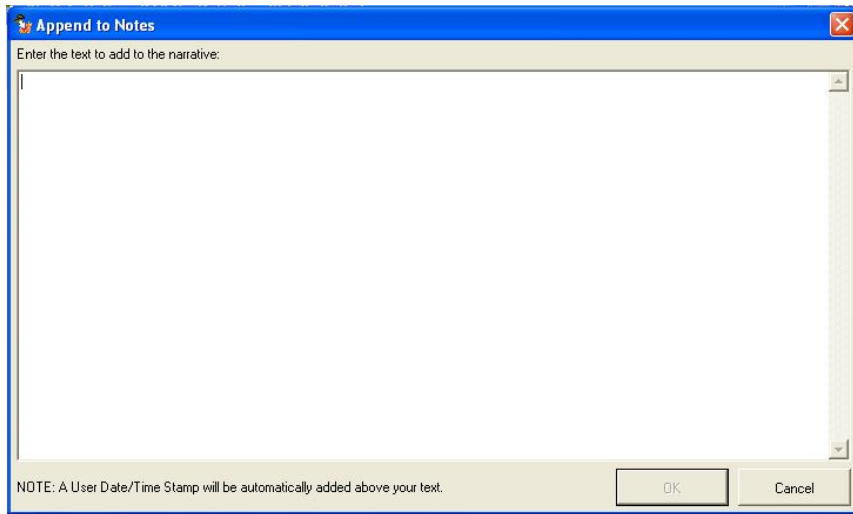 Append to Notes
Enter the text to add to the narrative:
NOTE: A User Date/Time Stamp will be automatically added above your text.
OK
Cancel